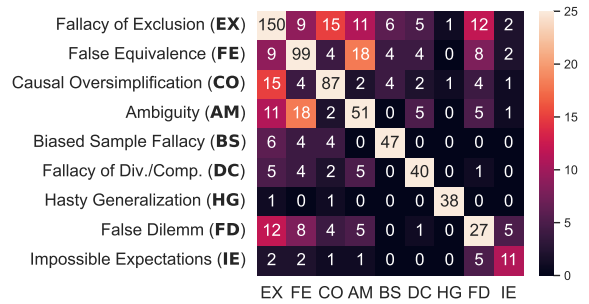 Fallacy of Exclusion (EX) 150 9 15 11 6 5 1 12 2
False Equivalence (FE) 9 99 4 18 4 4 0 8 2
Causal Oversimplification (CO) 15 4 87 2 4 2 1 4 1
Ambiguity (AM) 11 18 2 51 0 5 0 5 1
Biased Sample Fallacy (BS) 6 4 4 0 47 0 0 0 0
Fallacy of Div./Comp. (DC) 5 4 2 5 0 40 0 1 0
Hasty Generalization (HG) 1 0 1 0 0 0 38 0 0
False Dilemm (FD) 12 8 4 5 0 1 0 27 5
Impossible Expectations (IE) 2 2 1 1 0 0 0 5 11
EX FE CO AM BS DC HG FD IE
25
20
15
10
5
0